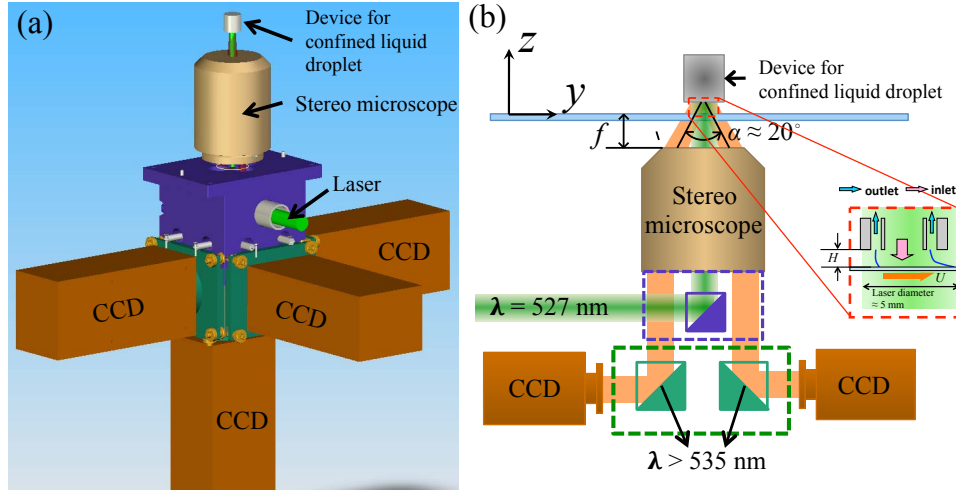 (a)
Device for
confined liquid
droplet
Stereo microscope
Laser
CCD
CCD
CCD
CCD
(b)
z
y
Device for
confined liquid droplet
f
α ≈ 20°
Stereo
microscope
outlet
inlet
H
U
Laser diameter
≈ 5 mm
λ = 527 nm
CCD
CCD
λ > 535 nm